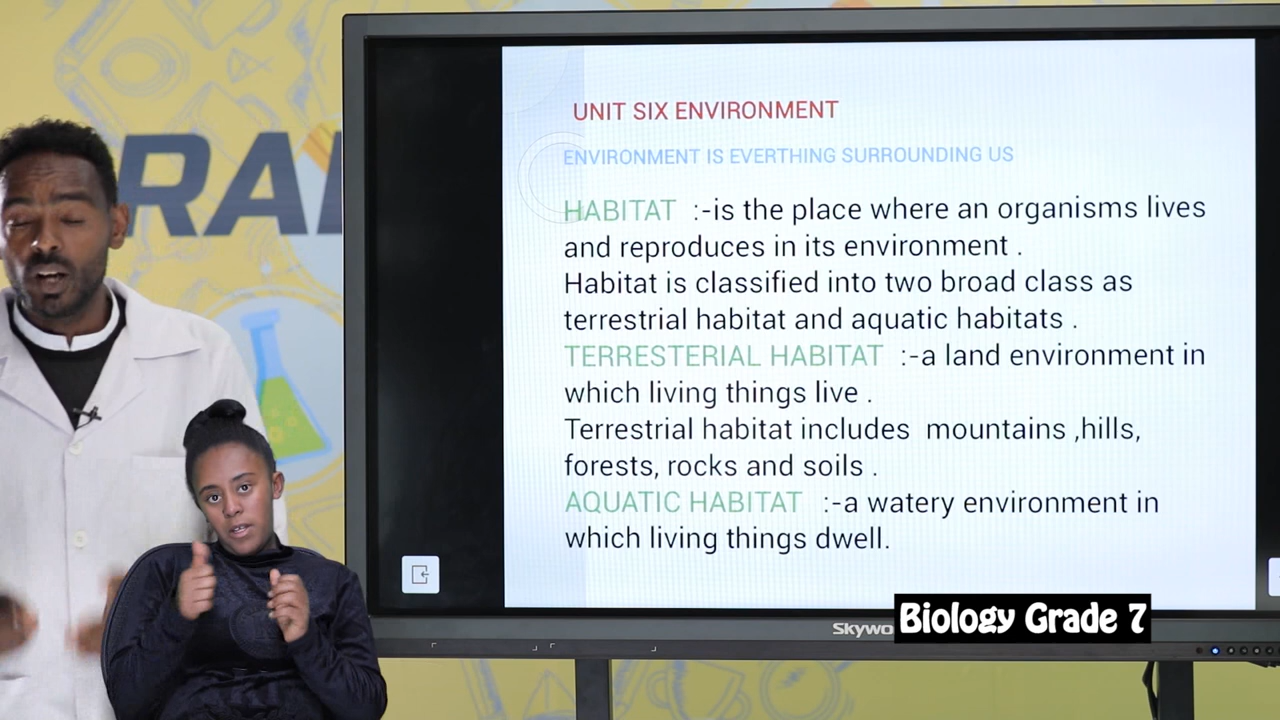 UNIT SIX ENVIRONMENT
ENVIRONMENT IS EVERTHING SURROUNDING US
HABITAT :-is the place where an organisms lives
and reproduces in its environment .
Habitat is classified into two broad class as
terrestrial habitat and aquatic habitats .
TERRESTERIAL HABITAT :-a land environment in
which living things live .
Terrestrial habitat includes mountains ,hills,
forests, rocks and soils .
AQUATIC HABITAT :-a watery environment in
which living things dwell.
Biology Grade 7